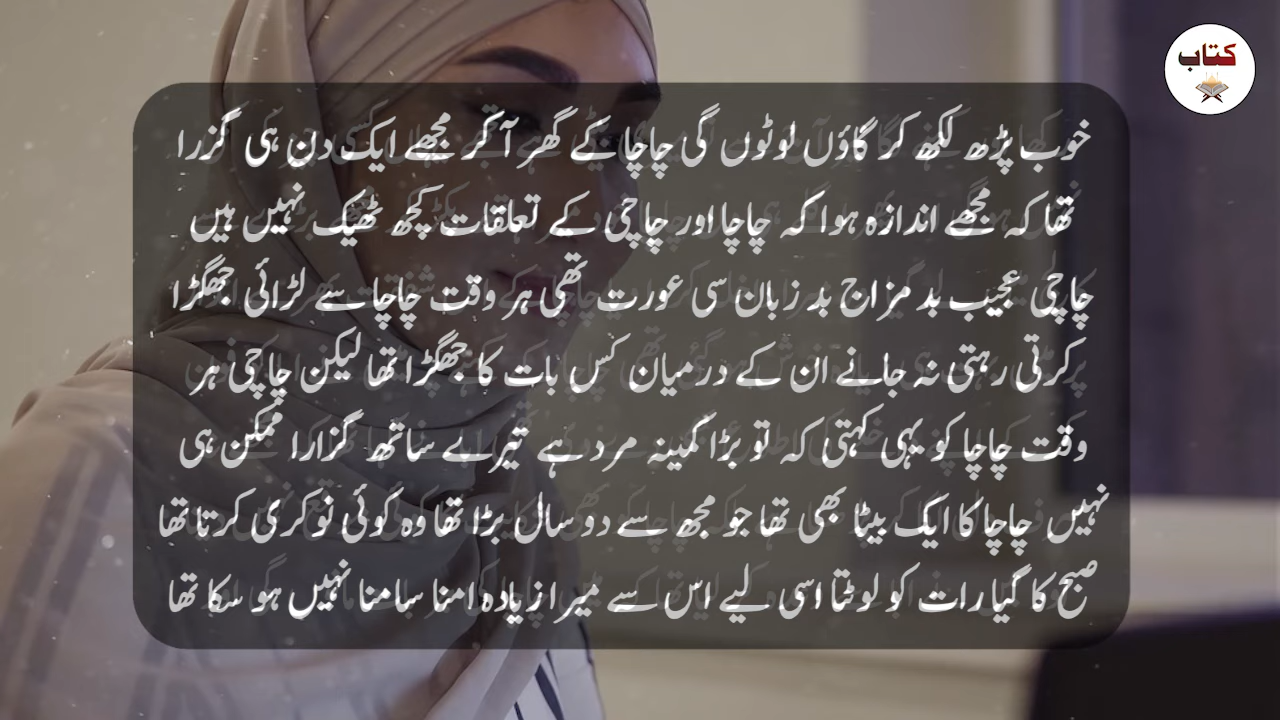 کتاب
خوب پڑھ لکھ کر گاؤں لوٹوں گی چاچا کے گھر آ کر مجھے ایک دن ہی گزرا
تھا کہ مجھے اندازہ ہوا کہ چاچا اور چاچی کے تعلقات کچھ ٹھیک نہیں ہیں
چاچی عجیب بد مزاج بد زبان سی عورت تھی ہر وقت چاچا سے لڑائی جھگڑا
کرتی رہتی نہ جانے ان کے درمیان کس بات کا جھگڑا تھا لیکن چاچی ہر
وقت چاچا کو یہی کہتی کہ تو بڑا کمینہ مرد ہے تیرے ساتھ گزارا ممکن ہی
نہیں چاچا کا ایک بیٹا بھی تھا جو مجھ سے دو سال بڑا تھا وہ کوئی نوکری کرتا تھا
صبح کا گیا رات کو لوٹتا اسی لیے اس سے میرا زیادہ امنا سامنا نہیں ہو سکا تھا